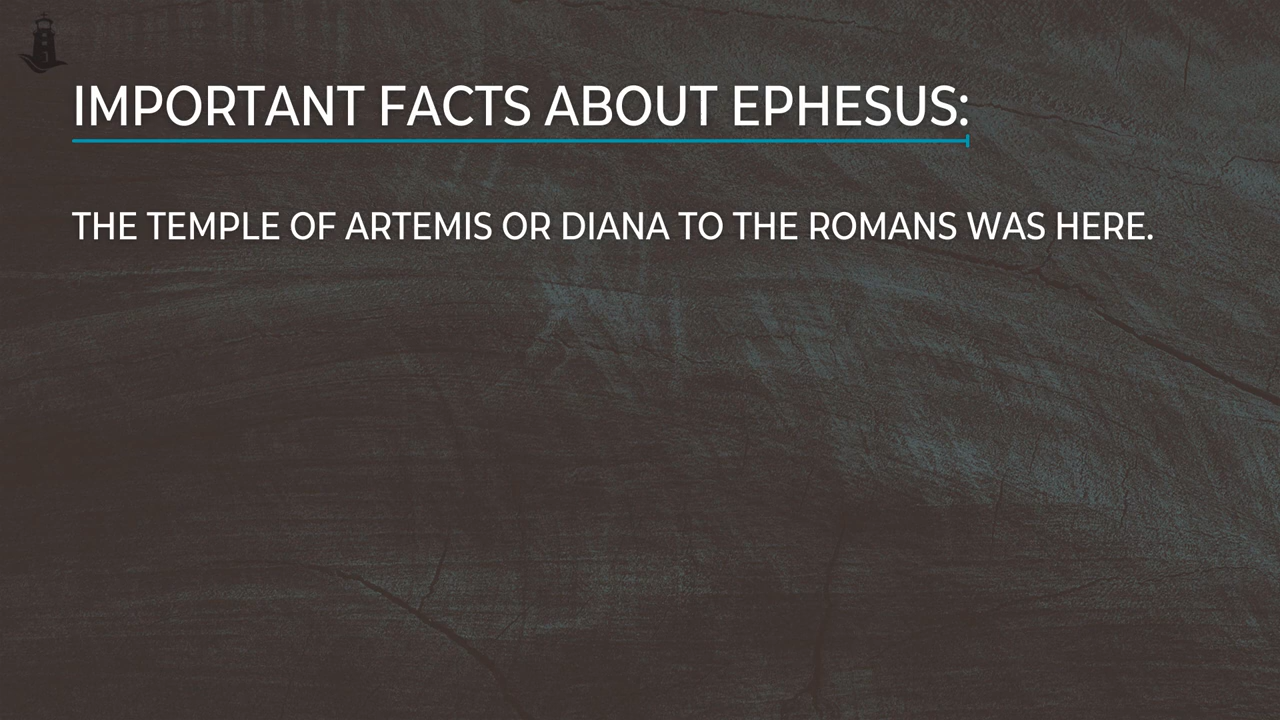 IMPORTANT FACTS ABOUT EPHESUS:
THE TEMPLE OF ARTEMIS OR DIANA TO THE ROMANS WAS HERE.